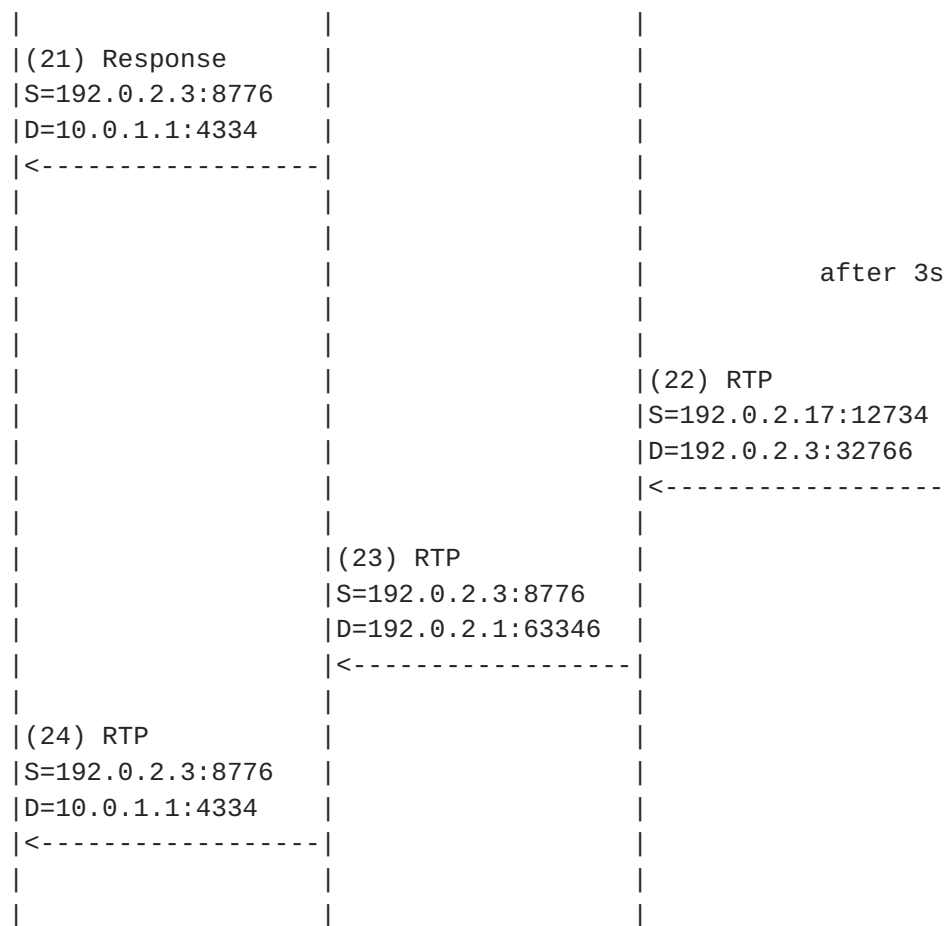 |                   |                   |
|(21) Response      |                   |
|S=192.0.2.3:8776   |                   |
|D=10.0.1.1:4334    |                   |
|<------------------|                   |
|                   |                   |
|                   |                   |
|                   |                   |           after 3s
|                   |                   |
|                   |                   |
|                   |                   |(22) RTP
|                   |                   |S=192.0.2.17:12734
|                   |                   |D=192.0.2.3:32766
|                   |                   |<------------------
|                   |                   |
|                   |(23) RTP           |
|                   |S=192.0.2.3:8776   |
|                   |D=192.0.2.1:63346  |
|                   |<------------------|
|                   |                   |
|(24) RTP           |                   |
|S=192.0.2.3:8776   |                   |
|D=10.0.1.1:4334    |                   |
|<------------------|                   |
|                   |                   |
|                   |                   |